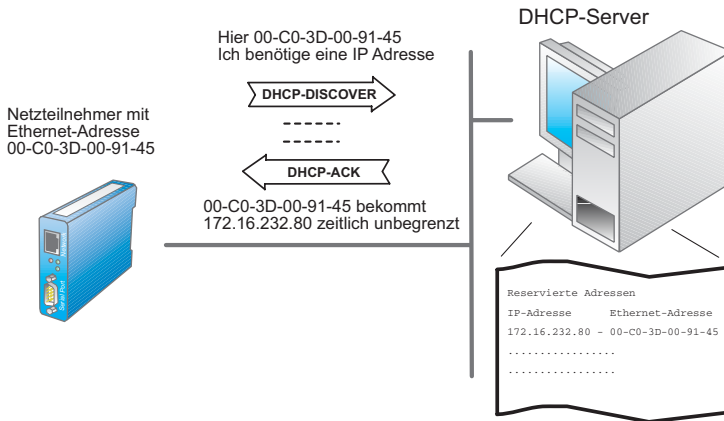 DHCP-Server
Hier 00-C0-3D-00-91-45
Ich benötige eine IP Adresse
DHCP-DISCOVER
Netzteilnehmer mit
Ethernet-Adresse
00-C0-3D-00-91-45
DHCP-ACK
00-C0-3D-00-91-45 bekommt
172.16.232.80 zeitlich unbegrenzt
Network
Serial Port
Reservierte Adressen
IP-Adresse Ethernet-Adresse
172.16.232.80 - 00-C0-3D-00-91-45
.................
.................